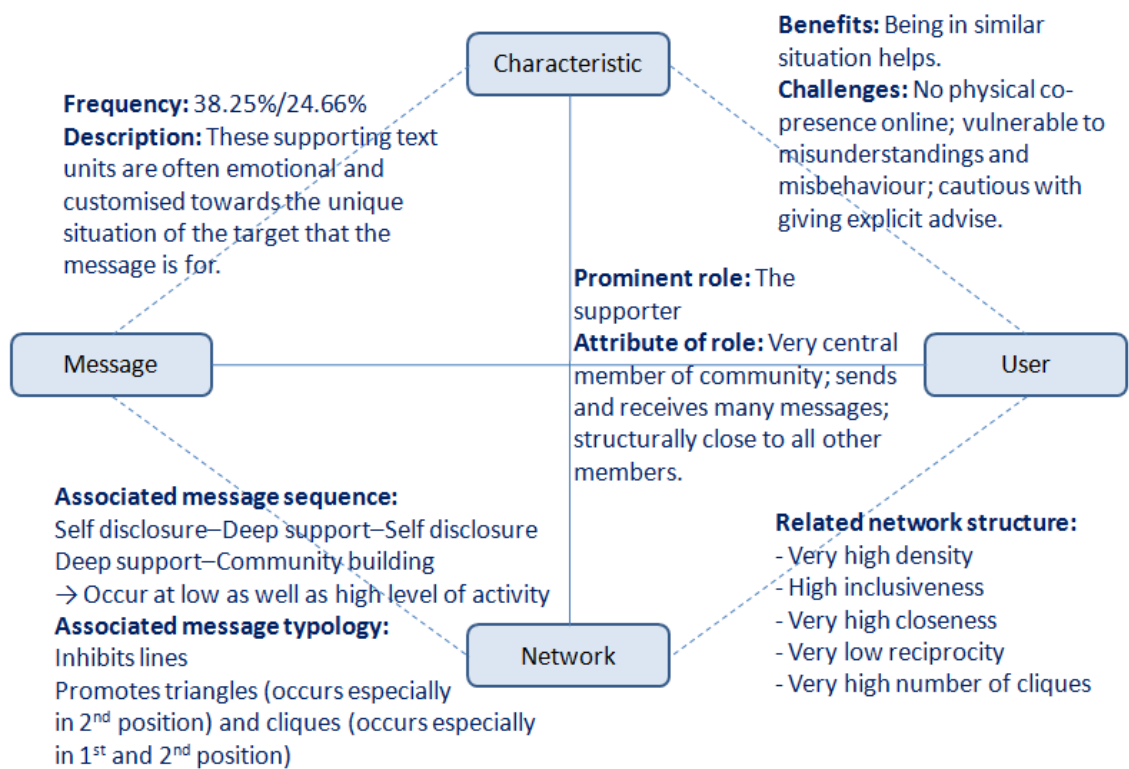 Characteristic
Frequency: 38.25%/24.66%
Description: These supporting text
units are often emotional and
customised towards the unique
situation of the target that the
message is for.
Benefits: Being in similar
situation helps.
Challenges: No physical co-
presence online; vulnerable to
misunderstandings and
misbehaviour; cautious with
giving explicit advise.
Prominent role: The
supporter
Attribute of role: Very central
member of community; sends
and receives many messages;
structurally close to all other
members.
Message
User
Associated message sequence:
Self disclosure–Deep support–Self disclosure
Deep support–Community building
→ Occur at low as well as high level of activity
Associated message typology:
Inhibits lines
Promotes triangles (occurs especially
in 2nd position) and cliques (occurs especially
in 1st and 2nd position)
Network
Related network structure:
- Very high density
- High inclusiveness
- Very high closeness
- Very low reciprocity
- Very high number of cliques